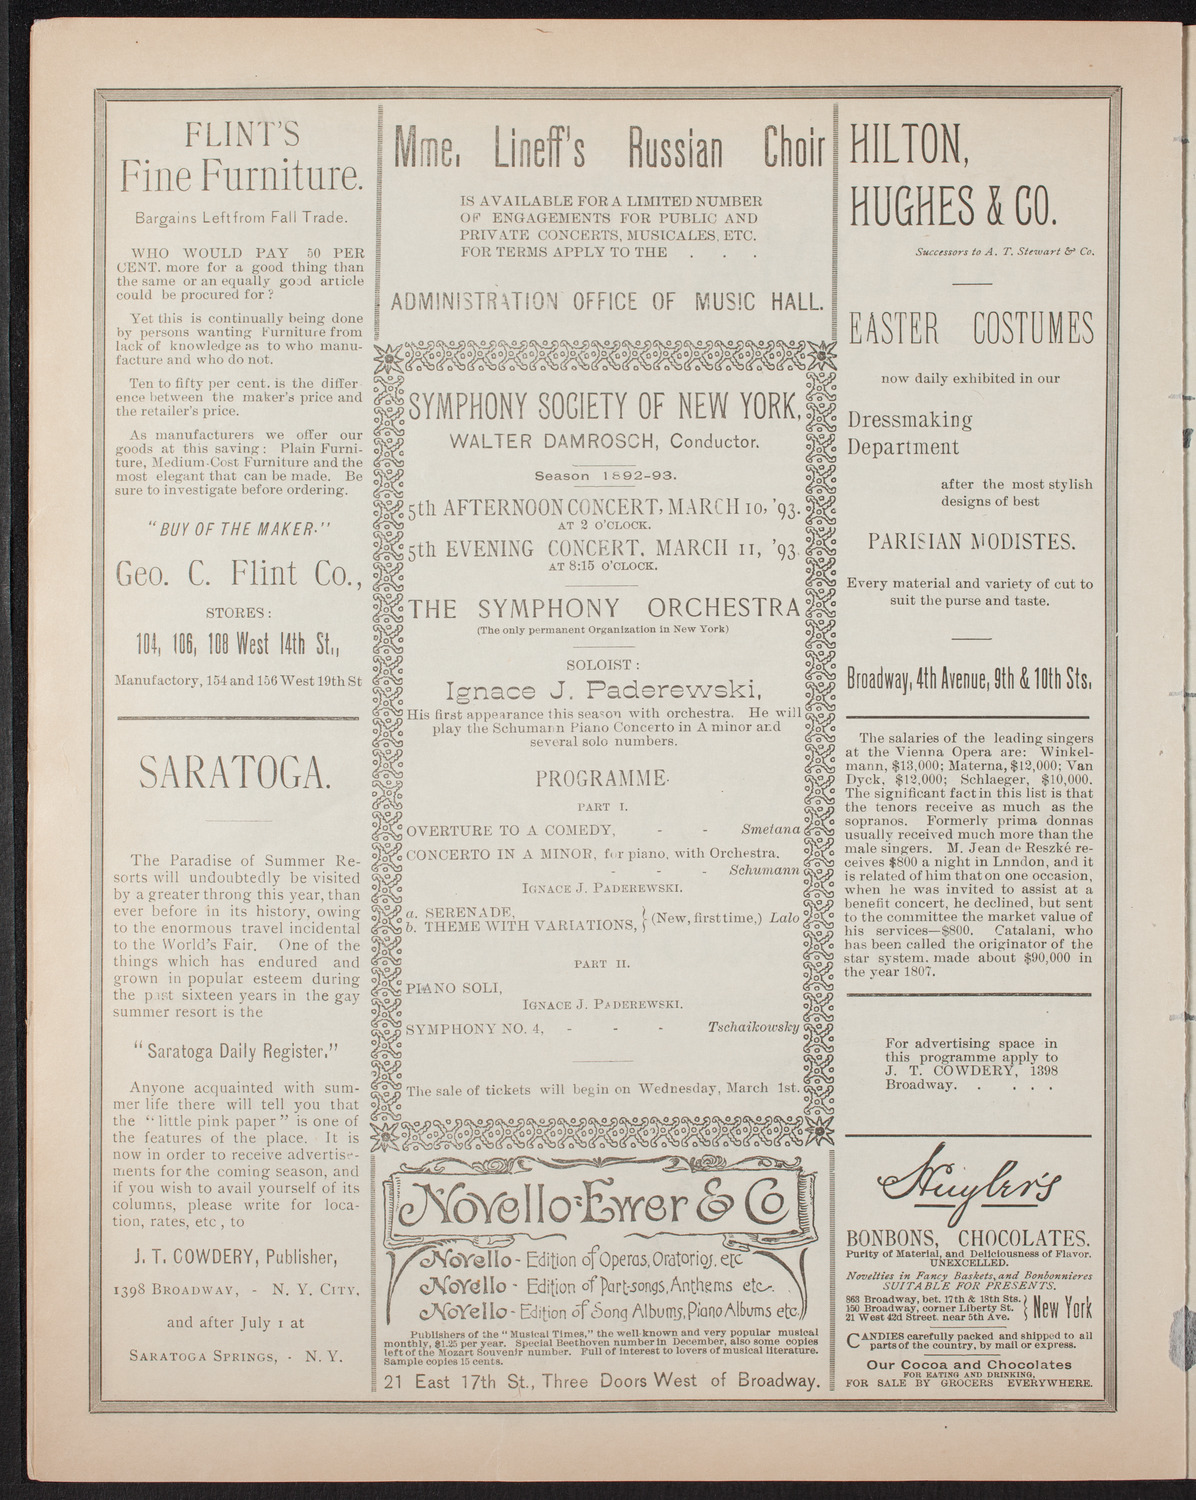 FLINT'S
Fine Furniture.
Bargains Left from Fall Trade.
WHO WOULD PAY 50 PER
CENT. more for a good thing than
the same or an equally good article
could be procured for?
Yet this is continually being done
by persons wanting Furniture from
lack of knowledge as to who manu-
facture and who do not.
Ten to fifty per cent. is the differ-
ence between the maker's price and
the retailer's price.
As manufacturers we offer our
goods at this saving: Plain Furni-
ture, Medium-Cost Furniture and the
most elegant that can be made. Be
sure to investigate before ordering.
"BUY OF THE MAKER."
Geo. C. Flint Co.,
STORES:
104, 106, 108 West 14th St.,
Manufactory, 154 and 156 West 19th St
SARATOGA.
The Paradise of Summer Re-
sorts will undoubtedly be visited
by a greater throng this year, than
ever before in its history, owing
to the enormous travel incidental
to the World's Fair. One of the
things which has endured and
grown in popular esteem during
the past sixteen years in the gay
summer resort is the
"Saratoga Daily Register."
Anyone acquainted with sum-
mer life there will tell you that
the "little pink paper" is one of
the features of the place. It is
now in order to receive advertise-
ments for the coming season, and
if you wish to avail yourself of its
columns, please write for loca-
tion, rates, etc , to
J. T. COWDERY, Publisher,
1398 BROADWAY, - N. Y. CITY.
and after July 1 at
SARATOGA SPRINGS, - N. Y.
Mme. Lineff's Russian Choir
IS AVAILABLE FOR A LIMITED NUMBER
OF ENGAGEMENTS FOR PUBLIC AND
PRIVATE CONCERTS, MUSICALES, ETC.
FOR TERMS APPLY TO THE . . .
ADMINISTRATION OFFICE OF MUSIC HALL.
SYMPHONY SOCIETY OF NEW YORK,
WALTER DAMROSCH, Conductor.
Season 1892-93.
5th AFTERNOON CONCERT, MARCH 10, '93.
AT 2 O'CLOCK.
5th EVENING CONCERT, MARCH 11, '93.
AT 8:15 O'CLOCK.
THE SYMPHONY ORCHESTRA
(The only permanent Organization in New York)
SOLOIST:
Ignace J. Paderewski,
His first appearance this season with orchestra. He will
play the Schumann Piano Concerto in A minor and
several solo numbers.
PROGRAMME.
PART I.
OVERTURE TO A COMEDY, - - Smetana
CONCERTO IN A MINOR, for piano, with Orchestra.
- - - Schumann
IGNACE J. PADEREWSKI.
a. SERENADE,
b. THEME WITH VARIATIONS, } (New, first time,) Lalo
PART II.
PIANO SOLI,
IGNACE J. PADEREWSKI.
SYMPHONY NO. 4, - - - Tschaikowsky
The sale of tickets will begin on Wednesday, March 1st.
Novello Ewer & Co
Novello - Edition of Operas, Oratorios, etc
Novello - Edition of Part-songs, Anthems etc.
Novello - Edition of Song Albums, Piano Albums etc.
Publishers of the "Musical Times," the well-known and very popular musical
monthly, $1.25 per year. Special Beethoven number in December, also some copies
left of the Mozart Souvenir number. Full of interest to lovers of musical literature.
Sample copies 15 cents.
21 East 17th St., Three Doors West of Broadway.
HILTON,
HUGHES & CO.
Successors to A. T. Stewart & Co.
EASTER COSTUMES
now daily exhibited in our
Dressmaking
Department
after the most stylish
designs of best
PARISIAN MODISTES.
Every material and variety of cut to
suit the purse and taste.
Broadway, 4th Avenue, 9th & 10th Sts.
The salaries of the leading singers
at the Vienna Opera are: Winkel-
mann, $13,000; Materna, $12,000; Van
Dyck, $12,000; Schlaeger, $10,000.
The significant fact in this list is that
the tenors receive as much as the
sopranos. Formerly prima donnas
usually received much more than the
male singers. M. Jean de Reszké re-
ceives $800 a night in Lnndon, and it
is related of him that on one occasion,
when he was invited to assist at a
benefit concert, he declined, but sent
to the committee the market value of
his services—$800. Catalani, who
has been called the originator of the
star system. made about $90,000 in
the year 1807.
For advertising space in
this programme apply to
J. T. COWDERY, 1398
Broadway. . . . .
Huyler's
BONBONS, CHOCOLATES.
Purity of Material, and Deliciousness of Flavor.
UNEXCELLED.
Novelties in Fancy Baskets, and Bonbonnieres
SUITABLE FOR PRESENTS.
863 Broadway, bet. 17th & 18th Sts.
150 Broadway, corner Liberty St.
21 West 42d Street. near 5th Ave. } New York
CANDIES carefully packed and shipped to all
parts of the country, by mail or express.
Our Cocoa and Chocolates
FOR EATING AND DRINKING,
FOR SALE BY GROCERS EVERYWHERE.